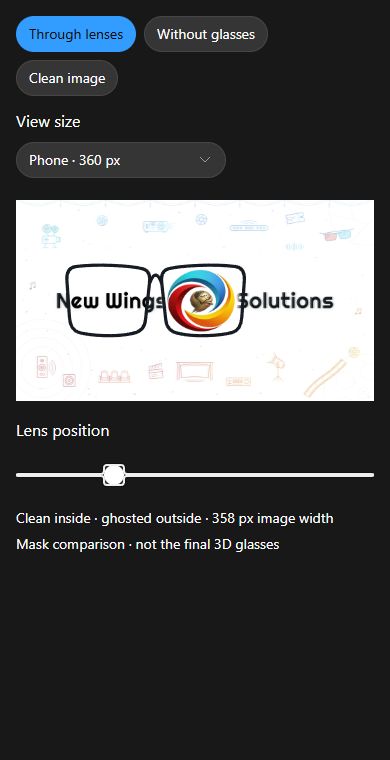 Through lenses
Without glasses
Clean image
View size
Phone · 360 px
New Wings Solutions
Lens position
Clean inside · ghosted outside · 358 px image width
Mask comparison · not the final 3D glasses